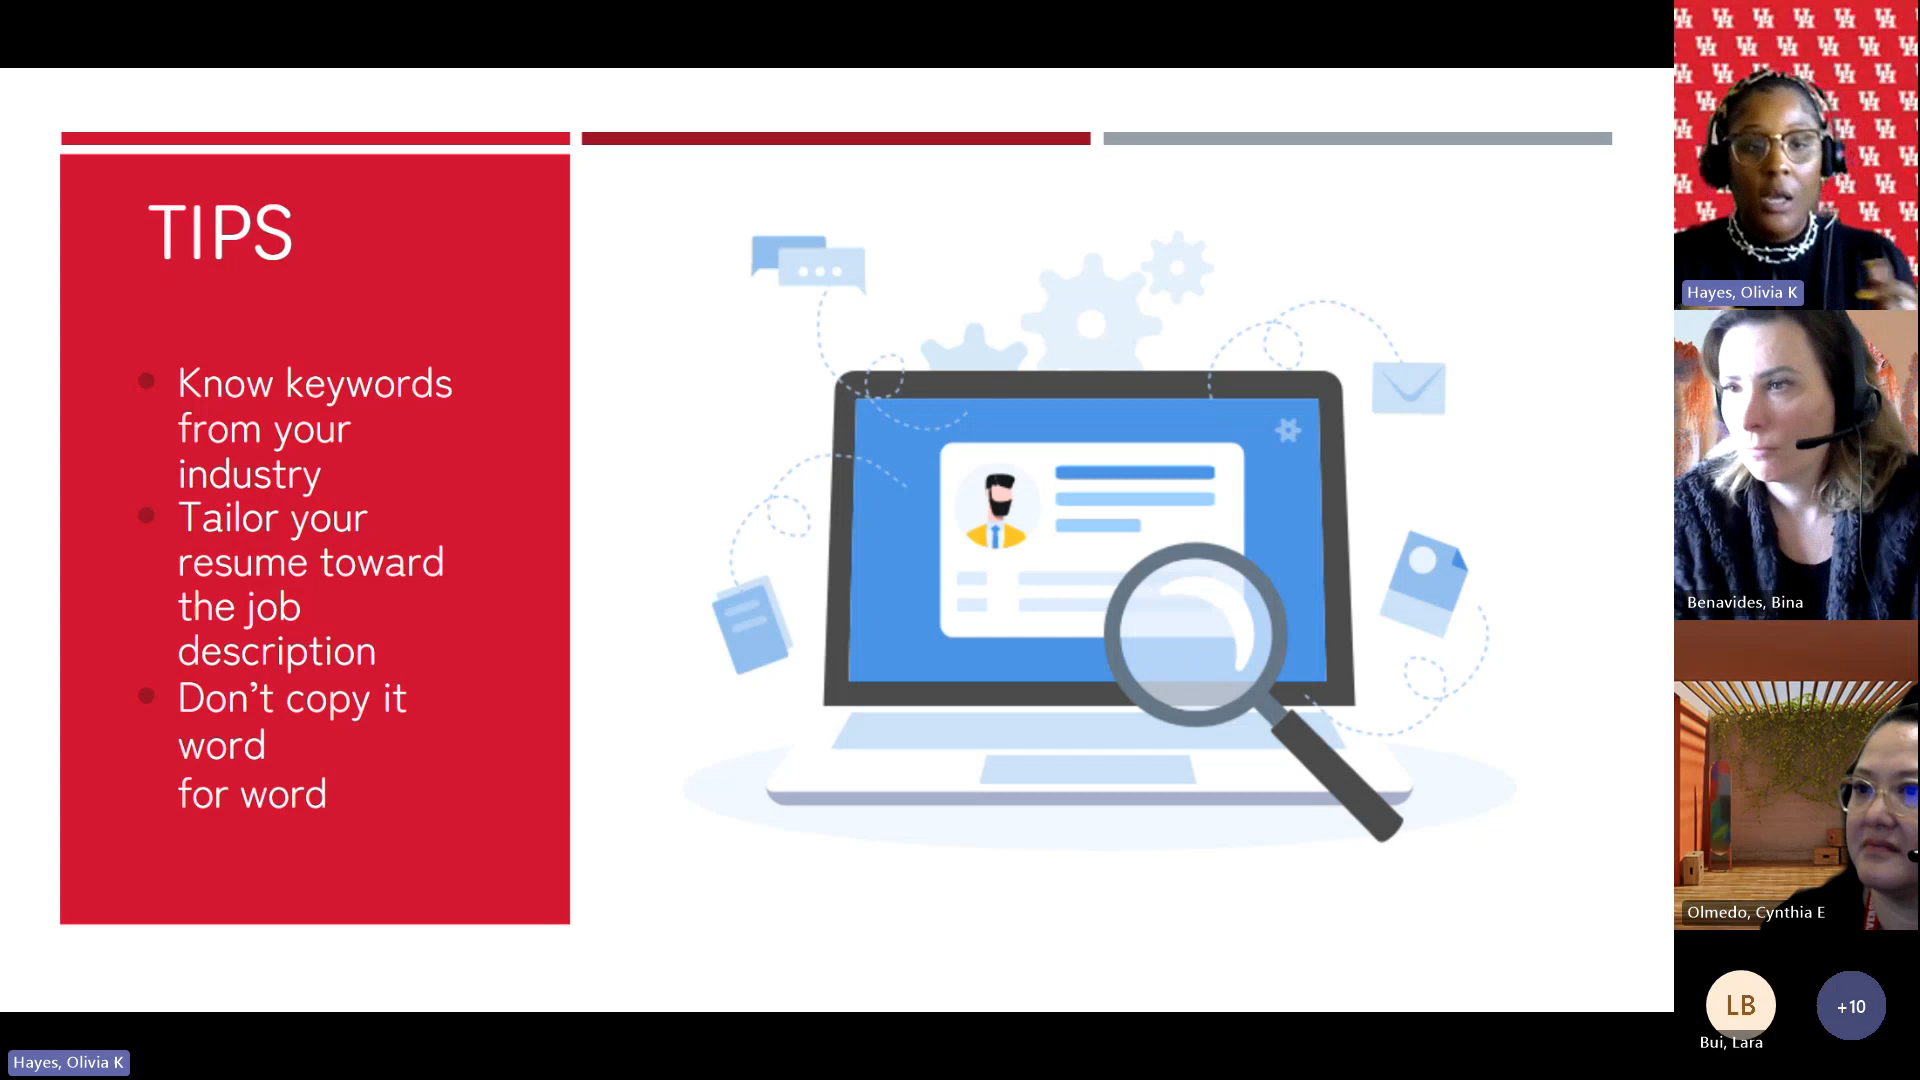 TIPS
Know keywords
from your
industry
Tailor your
resume toward
the job
description
Don’t copy it
word
for word
Hayes, Olivia K
Benavides, Bina
Olmedo, Cynthia E
LB
+10
Bui, Lara
Hayes, Olivia K